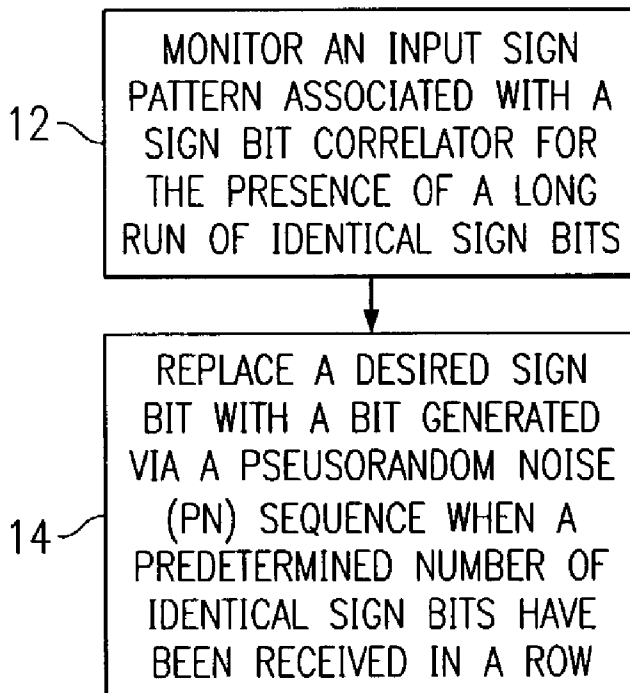 MONITOR AN INPUT SIGN
PATTERN ASSOCIATED WITH A
SIGN BIT CORRELATOR FOR
THE PRESENCE OF A LONG
RUN OF IDENTICAL SIGN BITS
12
REPLACE A DESIRED SIGN
BIT WITH A BIT GENERATED
VIA A PSEUSORANDOM NOISE
(PN) SEQUENCE WHEN A
PREDETERMINED NUMBER OF
IDENTICAL SIGN BITS HAVE
BEEN RECEIVED IN A ROW
14